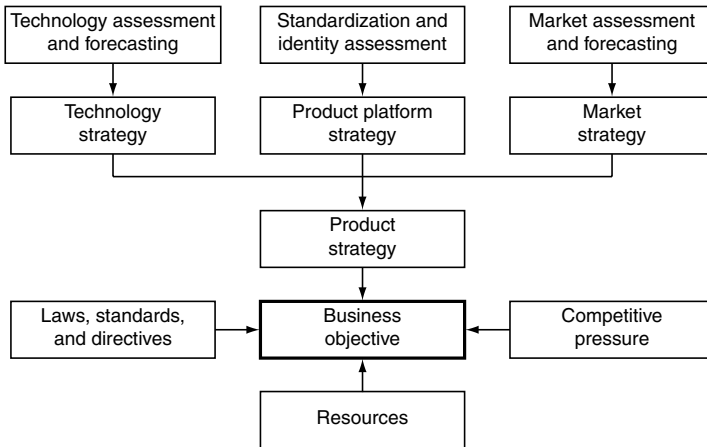 Technology assessment
and forecasting
Standardization and
identity assessment
Market assessment
and forecasting
Technology
strategy
Product platform
strategy
Market
strategy
Product
strategy
Laws, standards,
and directives
Business
objective
Competitive
pressure
Resources